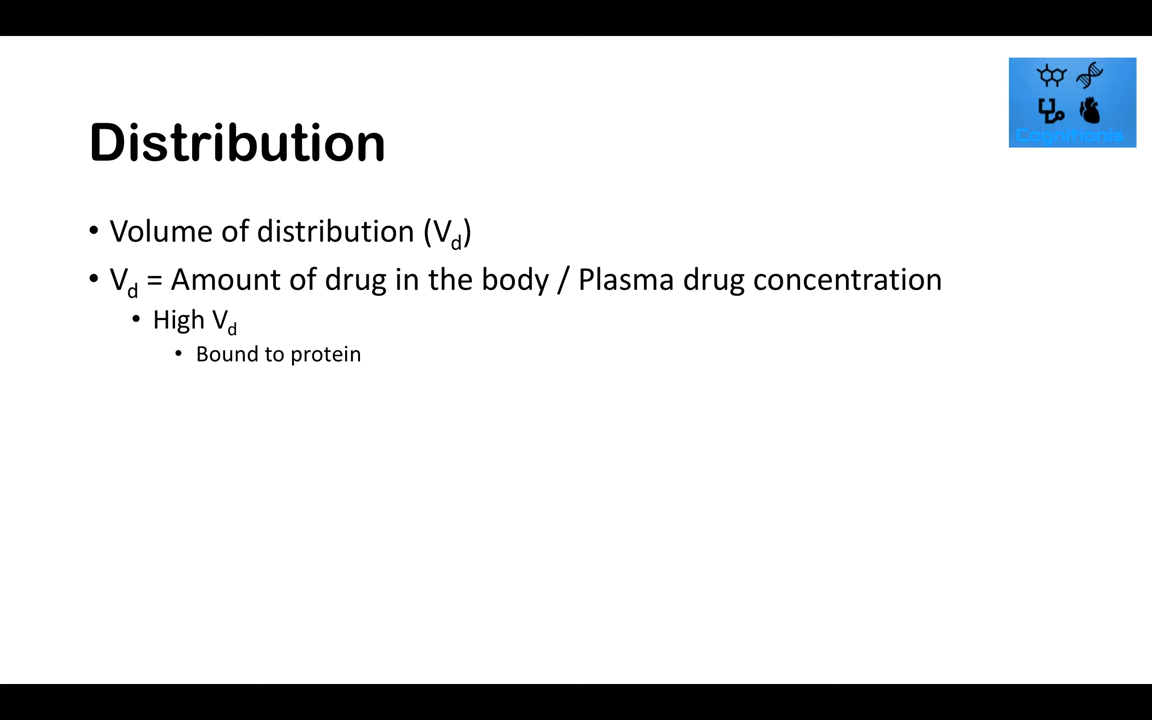 Cognitionis
Distribution
• Volume of distribution (Vd)
• Vd = Amount of drug in the body / Plasma drug concentration
• High Vd
• Bound to protein